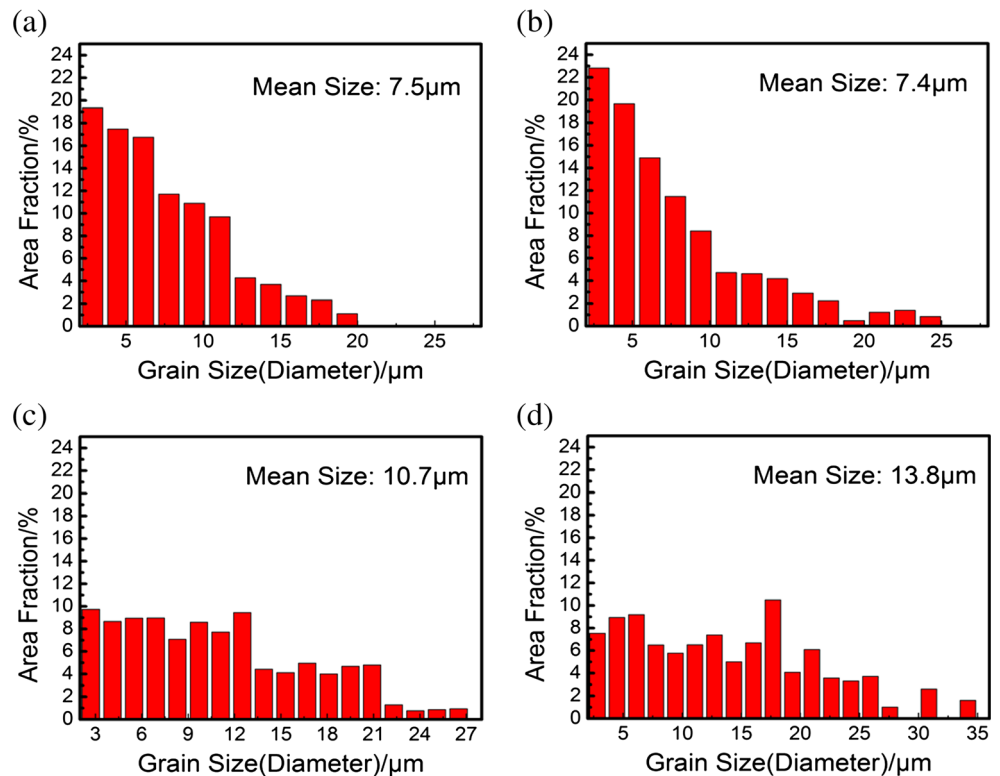 (a)
24
22
20
18
16
14
12
10
8
6
4
2
0
Area Fraction/%
Mean Size: 7.5μm
5 10 15 20 25
Grain Size(Diameter)/μm
(b)
24
22
20
18
16
14
12
10
8
6
4
2
0
Area Fraction/%
Mean Size: 7.4μm
5 10 15 20 25
Grain Size(Diameter)/μm
(c)
24
22
20
18
16
14
12
10
8
6
4
2
0
Area Fraction/%
Mean Size: 10.7μm
3 6 9 12 15 18 21 24 27
Grain Size(Diameter)/μm
(d)
24
22
20
18
16
14
12
10
8
6
4
2
0
Area Fraction/%
Mean Size: 13.8μm
5 10 15 20 25 30 35
Grain Size(Diameter)/μm